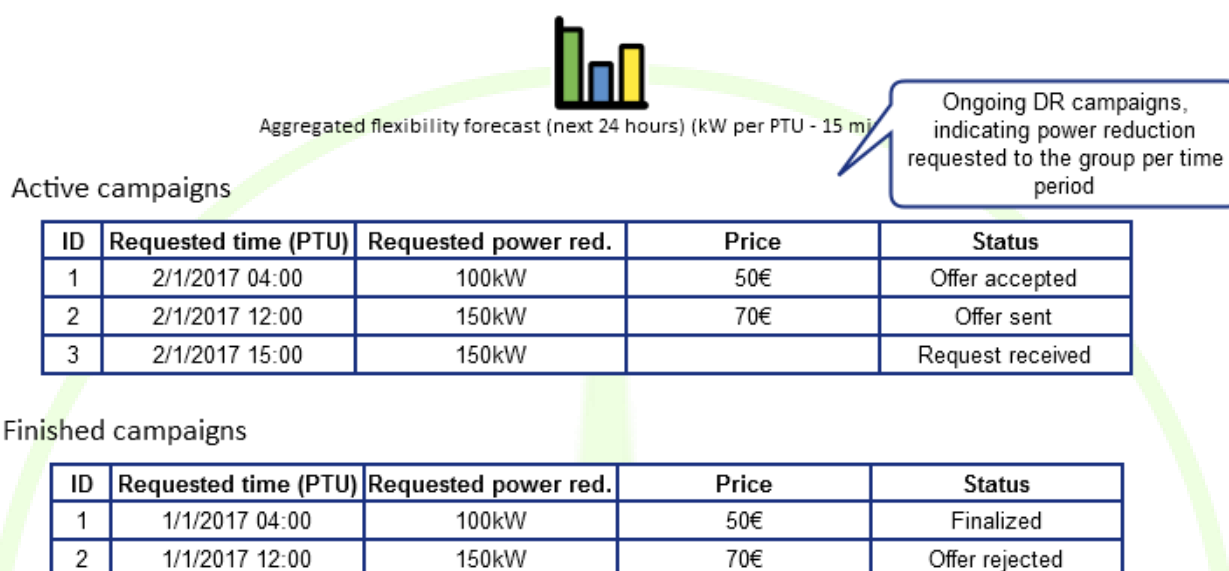 Aggregated flexibility forecast (next 24 hours) (kW per PTU - 15
Ongoing DR campaigns,
indicating power reduction
requested to the group per time
period
Active campaigns
ID Requested time (PTU) Requested power red. Price Status
1 2/1/2017 04:00 100kW 50€ Offer accepted
2 2/1/2017 12:00 150kW 70€ Offer sent
3 2/1/2017 15:00 150kW Request received
Finished campaigns
ID Requested time (PTU) Requested power red. Price Status
1 1/1/2017 04:00 100kW 50€ Finalized
2 1/1/2017 12:00 150kW 70€ Offer rejected